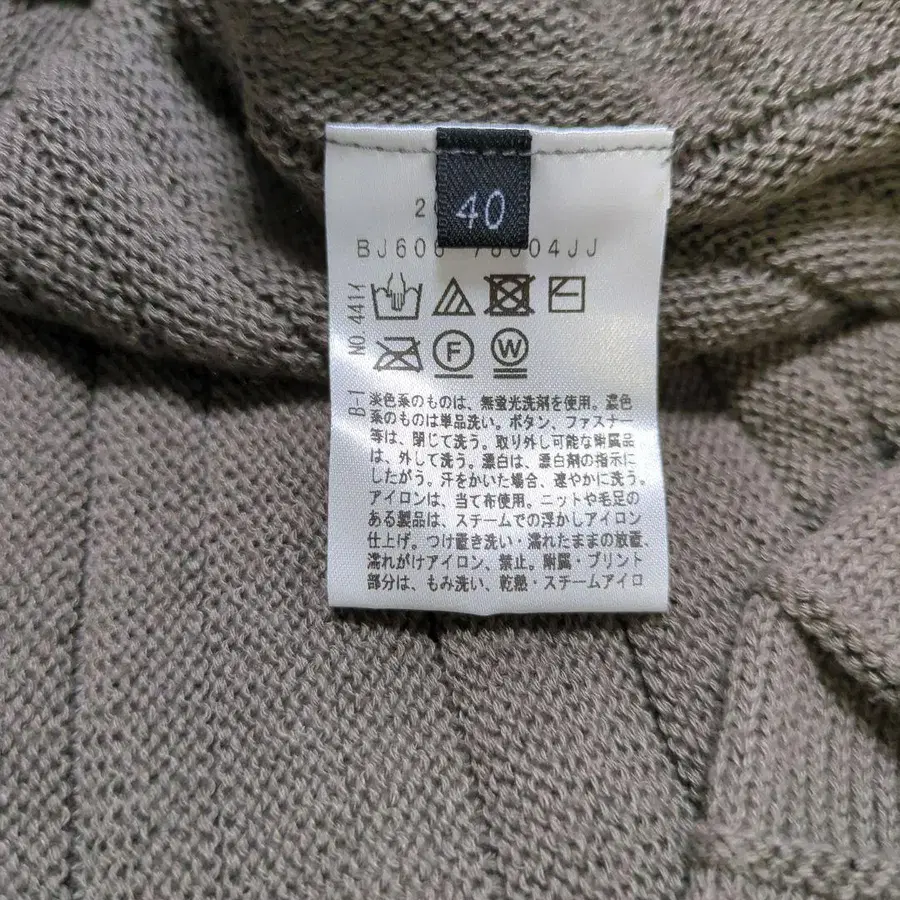 40
2
BJ606 78004JJ
NO.441イ
B-1
F
W
淡色系のものは、無蛍光洗剤を使用。濃色
系のものは単品洗い。ボタン、ファスナー
等は、閉じて洗う。取り外し可能な附属品
は、外して洗う。漂白は、漂白剤の指示に
したがう。汗をかいた場合、速やかに洗う。
アイロンは、当て布使用。ニットや毛足の
ある製品は、スチームでの浮かしアイロン
仕上げ。つけ置き洗い・濡れたままの放置、
濡れがけアイロン、禁止。附属・プリント
部分は、もみ洗い、乾熱・スチームアイロ